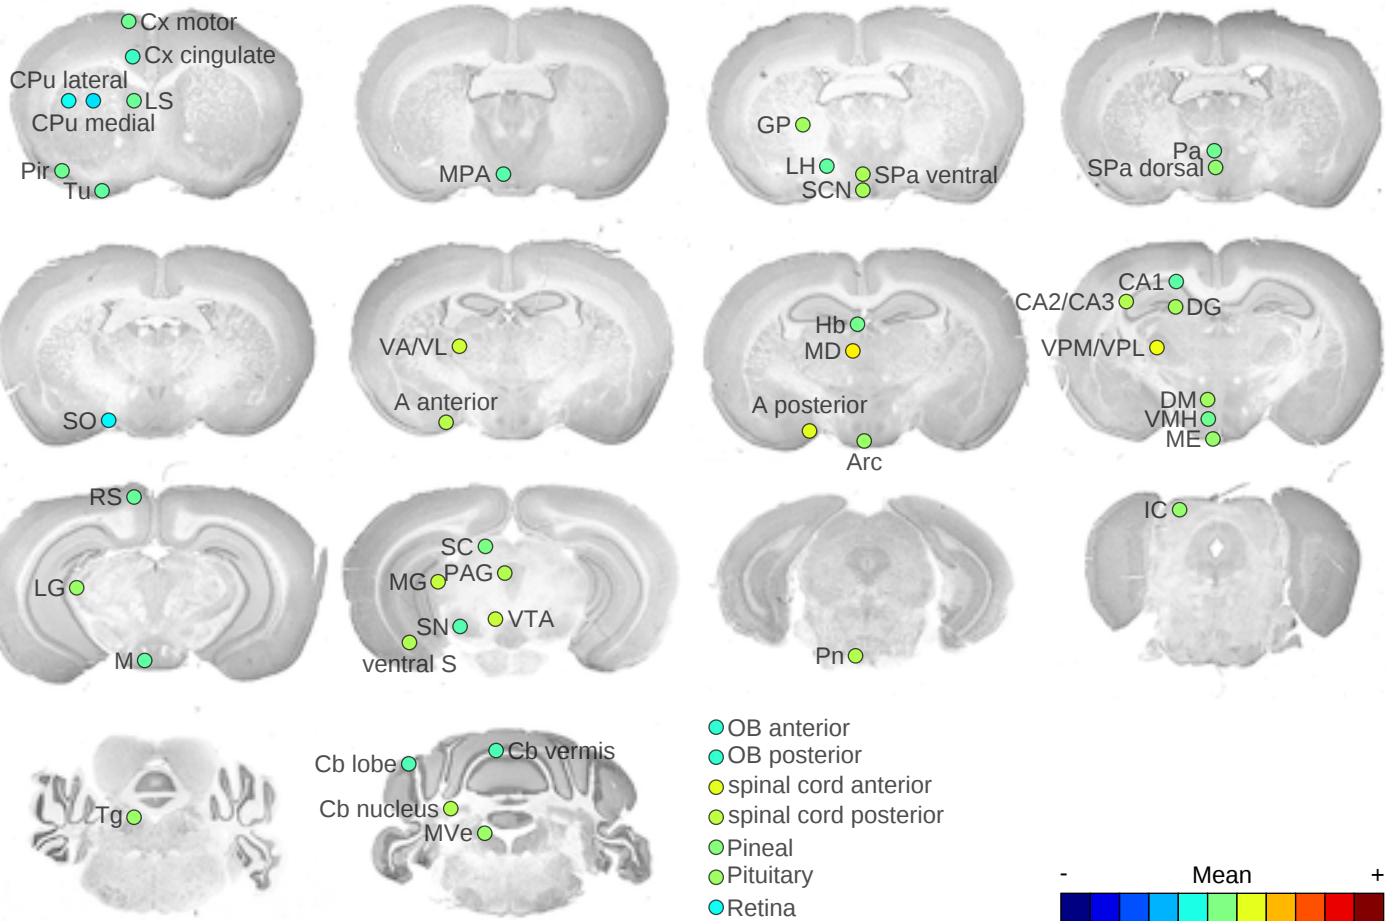 Cx motor
Cx cingulate
CPu lateral
LS
CPu medial
Pir
Tu
MPA
GP
LH
SPa ventral
SCN
Pa
SPa dorsal
SO
VA/VL
A anterior
Hb
MD
A posterior
Arc
CA1
CA2/CA3
DG
VPM/VPL
DM
VMH
ME
RS
LG
M
SC
MG
PAG
SN
VTA
ventral S
Pn
IC
Tg
Cb lobe
Cb vermis
Cb nucleus
MVe
OB anterior
OB posterior
spinal cord anterior
spinal cord posterior
Pineal
Pituitary
Retina
- Mean +